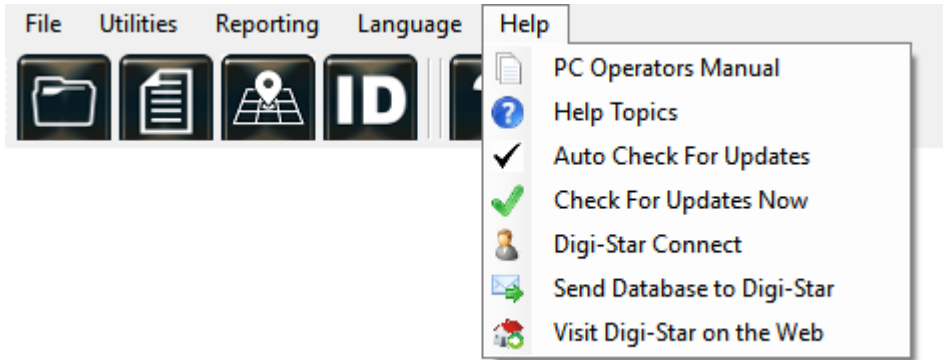 File Utilities Reporting Language Help
ID
PC Operators Manual
Help Topics
Auto Check For Updates
Check For Updates Now
Digi-Star Connect
Send Database to Digi-Star
Visit Digi-Star on the Web